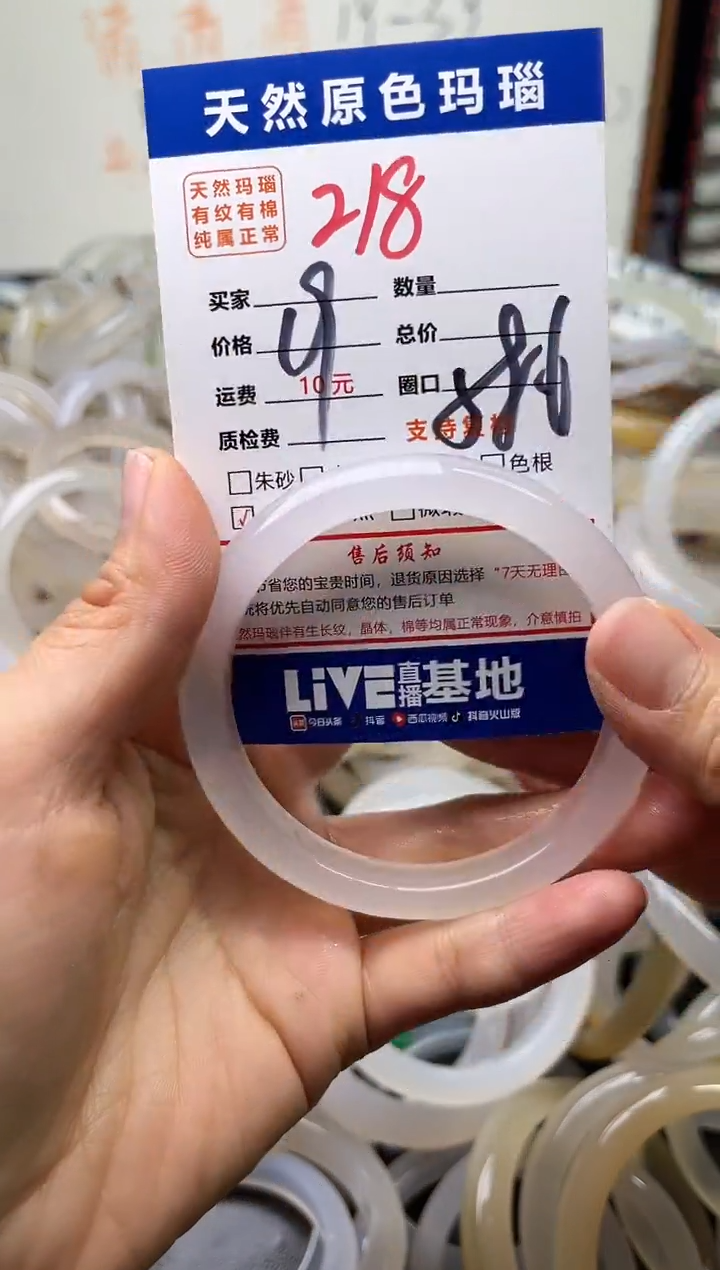 天然原色玛瑙
天然玛瑙
有纹有棉
纯属正常
218
买家 数量
价格 总价
运费 10元 圈口
质检费 支持复检
朱砂 色根
售后须知
省您的宝贵时间，退货原因选择 "7天无理由
将优先自动同意您的售后订单
然玛瑙伴有生长纹，晶体，棉等均属正常现象，介意慎拍
LIVE直播基地
头条 今日头条 抖音 西瓜视频 抖音火山版